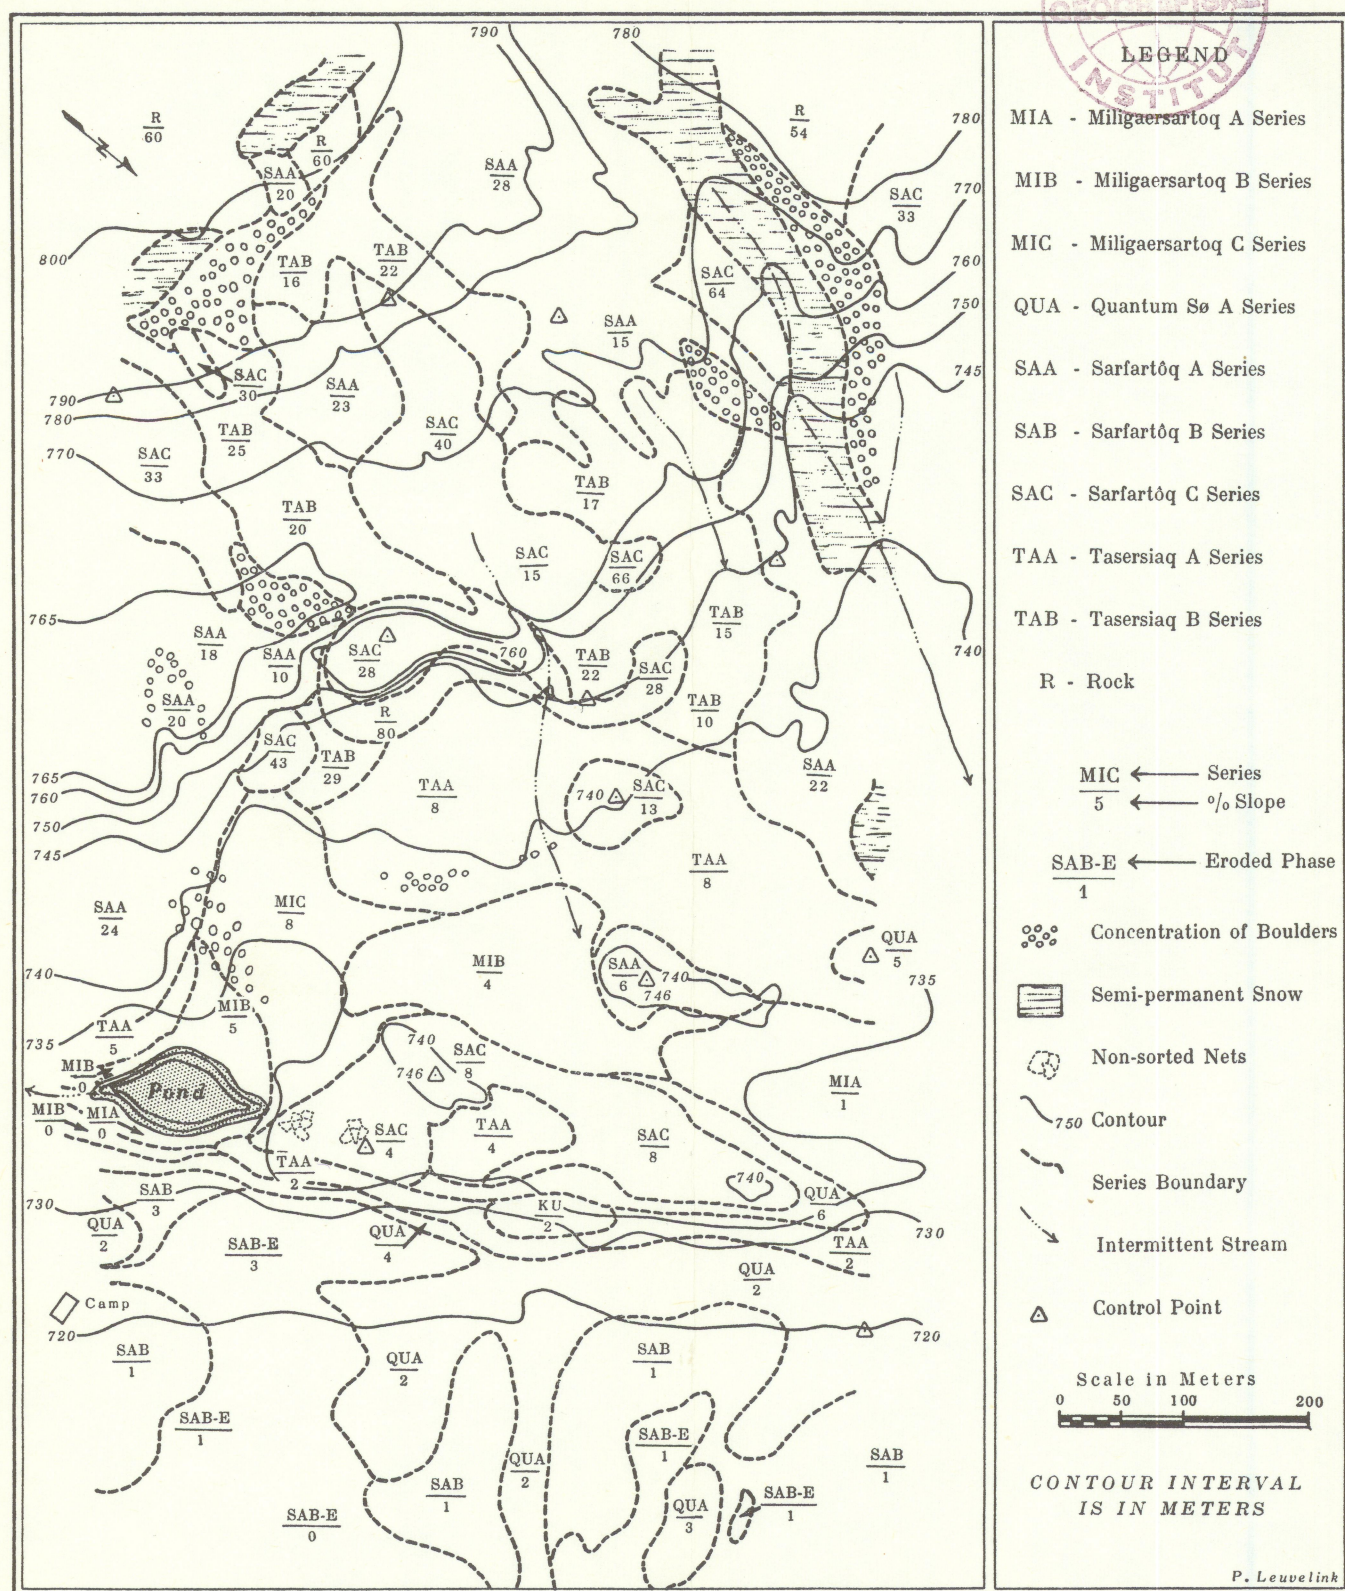 790
780
R
60
R
60
R
54
780
SAA
20
SAA
28
SAC
33
770
800
TAB
16
TAB
22
SAC
64
760
750
SAA
15
745
790
780
SAC
30
SAA
23
SAC
40
TAB
25
770
SAC
33
TAB
17
TAB
20
SAC
15
SAC
66
765
TAB
15
SAA
18
SAA
10
SAC
28
760
TAB
22
SAC
28
740
SAA
20
R
80
TAB
10
SAC
43
TAB
29
765
760
TAA
8
740
SAC
13
SAA
22
750
745
TAA
8
SAA
24
MIC
8
QUA
5
740
MIB
4
SAA
6
740
746
735
MIB
5
TAA
5
735
740
SAC
8
746
MIB
0
Pond
MIA
1
MIB
0
MIA
0
SAC
4
TAA
4
SAC
8
TAA
2
740
SAB
3
730
QUA
2
KU
2
QUA
6
730
SAB-E
3
QUA
4
TAA
2
QUA
2
Camp
720
720
SAB
1
QUA
2
SAB
1
SAB-E
1
SAB-E
1
SAB
1
QUA
2
SAB
1
SAB-E
0
QUA
3
SAB-E
1
INSTITUT
LEGEND
MIA - Miligaersartoq A Series
MIB - Miligaersartoq B Series
MIC - Miligaersartoq C Series
QUA - Quantum Sø A Series
SAA - Sarfartôq A Series
SAB - Sarfartôq B Series
SAC - Sarfartôq C Series
TAA - Tasersiaq A Series
TAB - Tasersiaq B Series
R - Rock
MIC Series
5 % Slope
SAB-E Eroded Phase
1
Concentration of Boulders
Semi-permanent Snow
Non-sorted Nets
750 Contour
Series Boundary
Intermittent Stream
Control Point
Scale in Meters
0 50 100 200
CONTOUR INTERVAL
IS IN METERS
P. Leuvelink